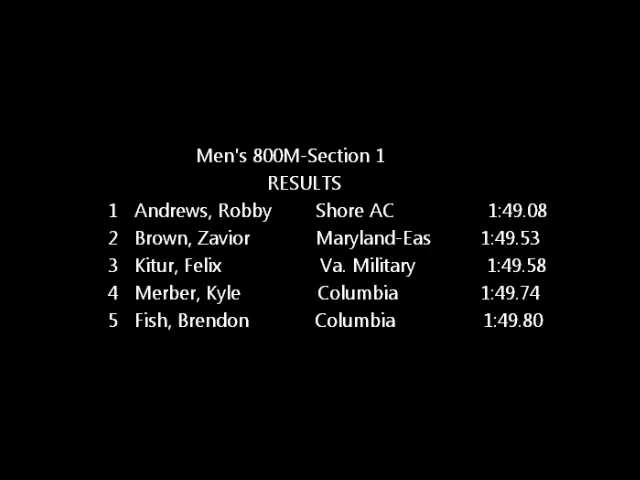 Men's 800M-Section 1
RESULTS
1 Andrews, Robby Shore AC 1:49.08
2 Brown, Zavior Maryland-Eas 1:49.53
3 Kitur, Felix Va. Military 1:49.58
4 Merber, Kyle Columbia 1:49.74
5 Fish, Brendon Columbia 1:49.80